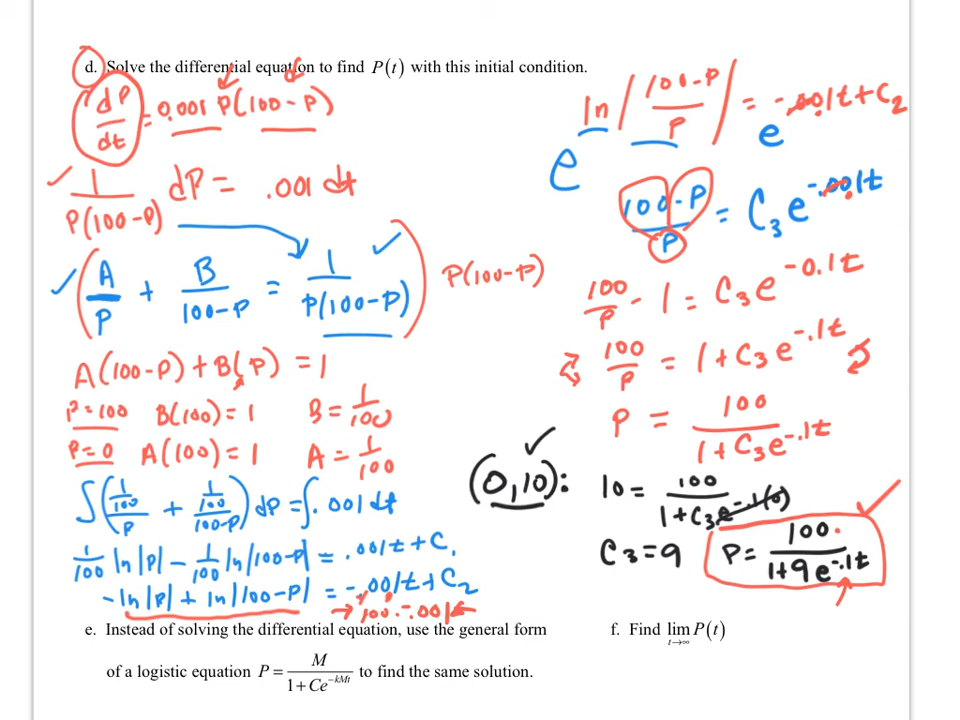 d. Solve the differential equation to find P(t) with this initial condition.
dP/dt = 0.001 P(100 - P)
1/(P(100-P)) dP = .001 dt
(A/P + B/(100-P) = 1/(P(100-P))) P(100-P)
A(100-P) + B(P) = 1
P=100 B(100) = 1 B = 1/100
P=0 A(100) = 1 A = 1/100
∫((1/100)/P + (1/100)/(100-P)) dP = ∫.001 dt
1/100 ln|P| - 1/100 ln|100-P| = .001t + C₁
-ln|P| + ln|100-P| = -.001t + C₂
→ 100·-.001 ←
e^(ln|(100-P)/P|) = e^(-.001t+C₂)
(100-P)/P = C₃e^(-.001t)
100/P - 1 = C₃e^(-0.1t)
100/P = 1 + C₃e^(-.1t)
P = 100/(1+C₃e^(-.1t))
(0,10): 10 = 100/(1+C₃e^(-.1(0)))
C₃=9 P = 100/(1+9e^(-.1t))
e. Instead of solving the differential equation, use the general form
of a logistic equation P = M/(1+Ce^(-kMt)) to find the same solution.
f. Find lim t→∞ P(t)